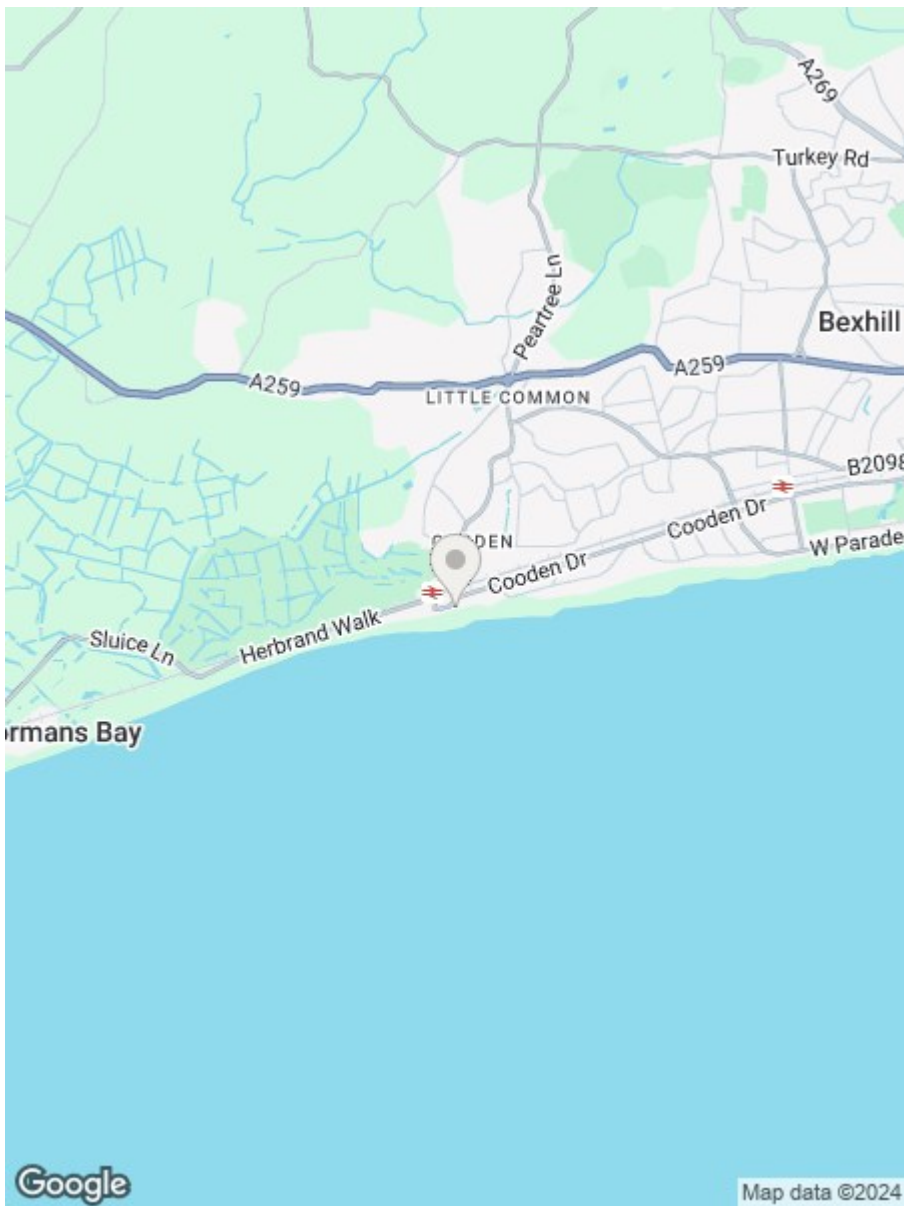 A269
Turkey Rd
Peartree Ln
Bexhill
A259
A259
LITTLE COMMON
B2098
Cooden Dr
W Parade
Cooden Dr
Herbrand Walk
Sluice Ln
ormans Bay
Google
Map data ©2024